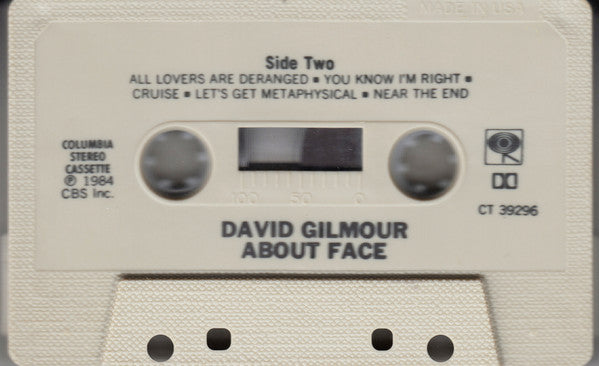 MADE IN USA
Side Two
ALL LOVERS ARE DERANGED ▪ YOU KNOW I'M RIGHT ▪
CRUISE ▪ LET'S GET METAPHYSICAL ▪ NEAR THE END
COLUMBIA
STEREO
CASSETTE
℗ 1984
CBS Inc.
100 50 0
CT 39296
DAVID GILMOUR
ABOUT FACE